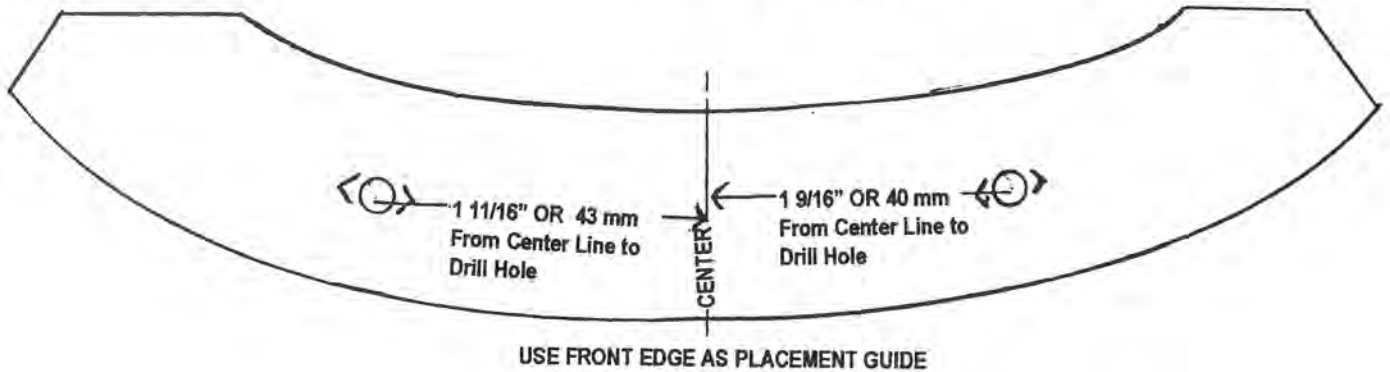 1 11/16” OR 43 mm
From Center Line to
Drill Hole
CENTER
1 9/16” OR 40 mm
From Center Line to
Drill Hole
USE FRONT EDGE AS PLACEMENT GUIDE